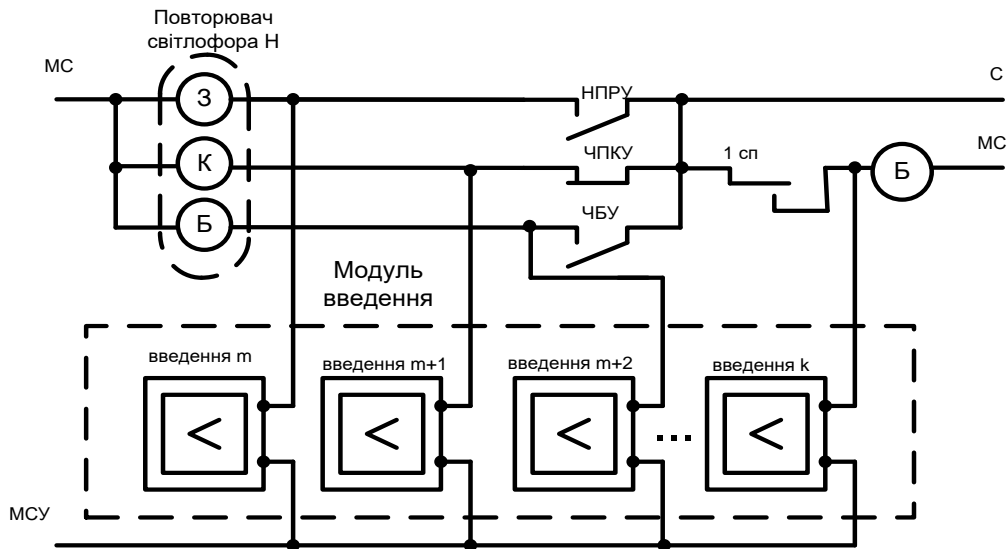 Повторювач
світлофора Н
МС
З
НПРУ
С
К
ЧПКУ
1 сп
МС
Б
Б
ЧБУ
Модуль
введення
введення m
введення m+1
введення m+2
введення k
<
<
<
...
<
МСУ